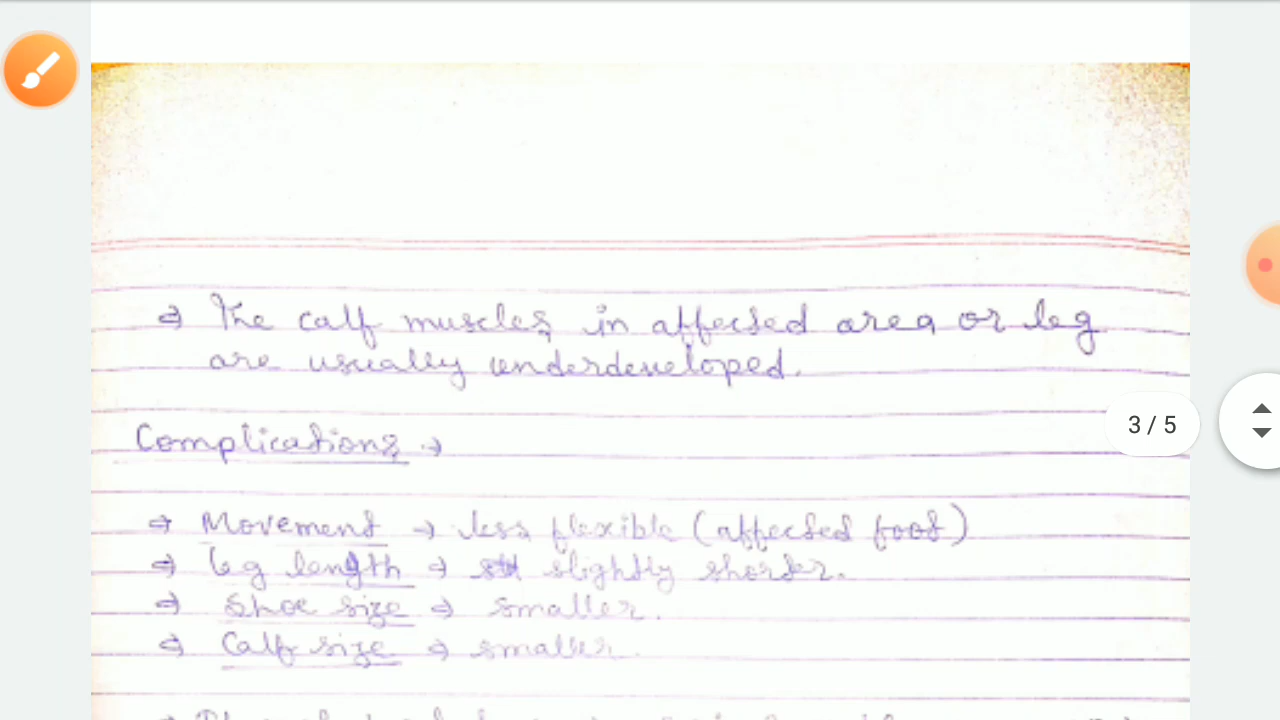 ⇒ The calf muscles in affected area or leg
are usually underdeveloped.
3 / 5
Complications →
⇒ Movement → less flexible (affected foot)
⇒ leg length ⇒ slightly shorter.
⇒ Shoe size ⇒ smaller.
⇒ Calf size ⇒ smaller.